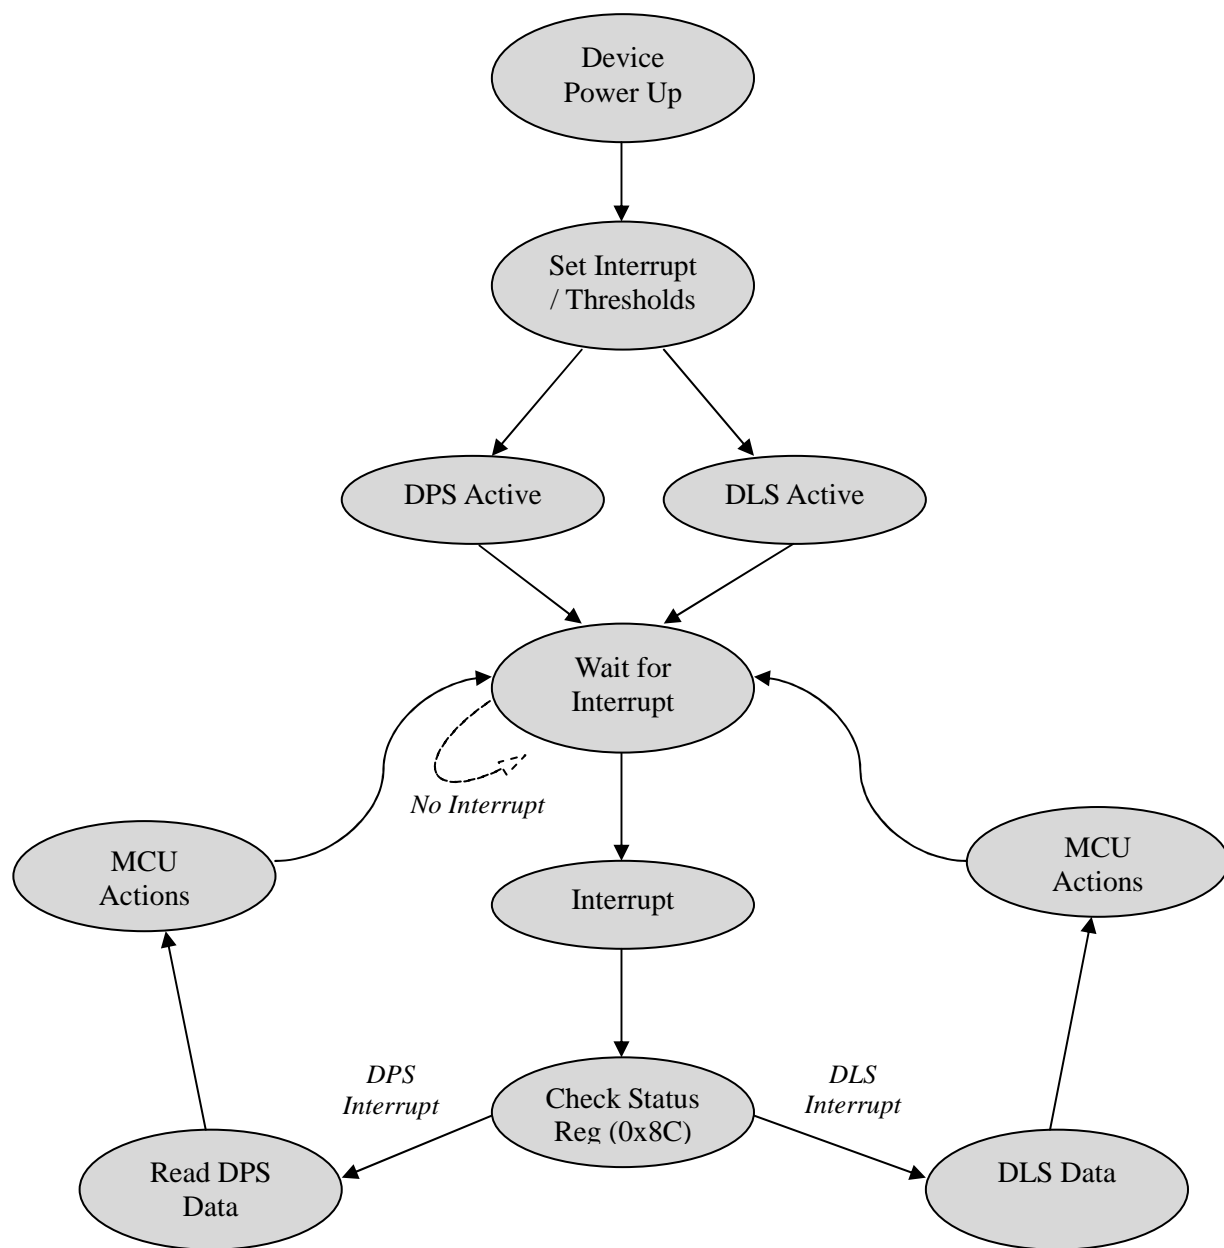 Device
Power Up
Set Interrupt
/ Thresholds
DPS Active
DLS Active
Wait for
Interrupt
No Interrupt
MCU
Actions
MCU
Actions
Interrupt
DPS
Interrupt
DLS
Interrupt
Check Status
Reg (0x8C)
Read DPS
Data
DLS Data